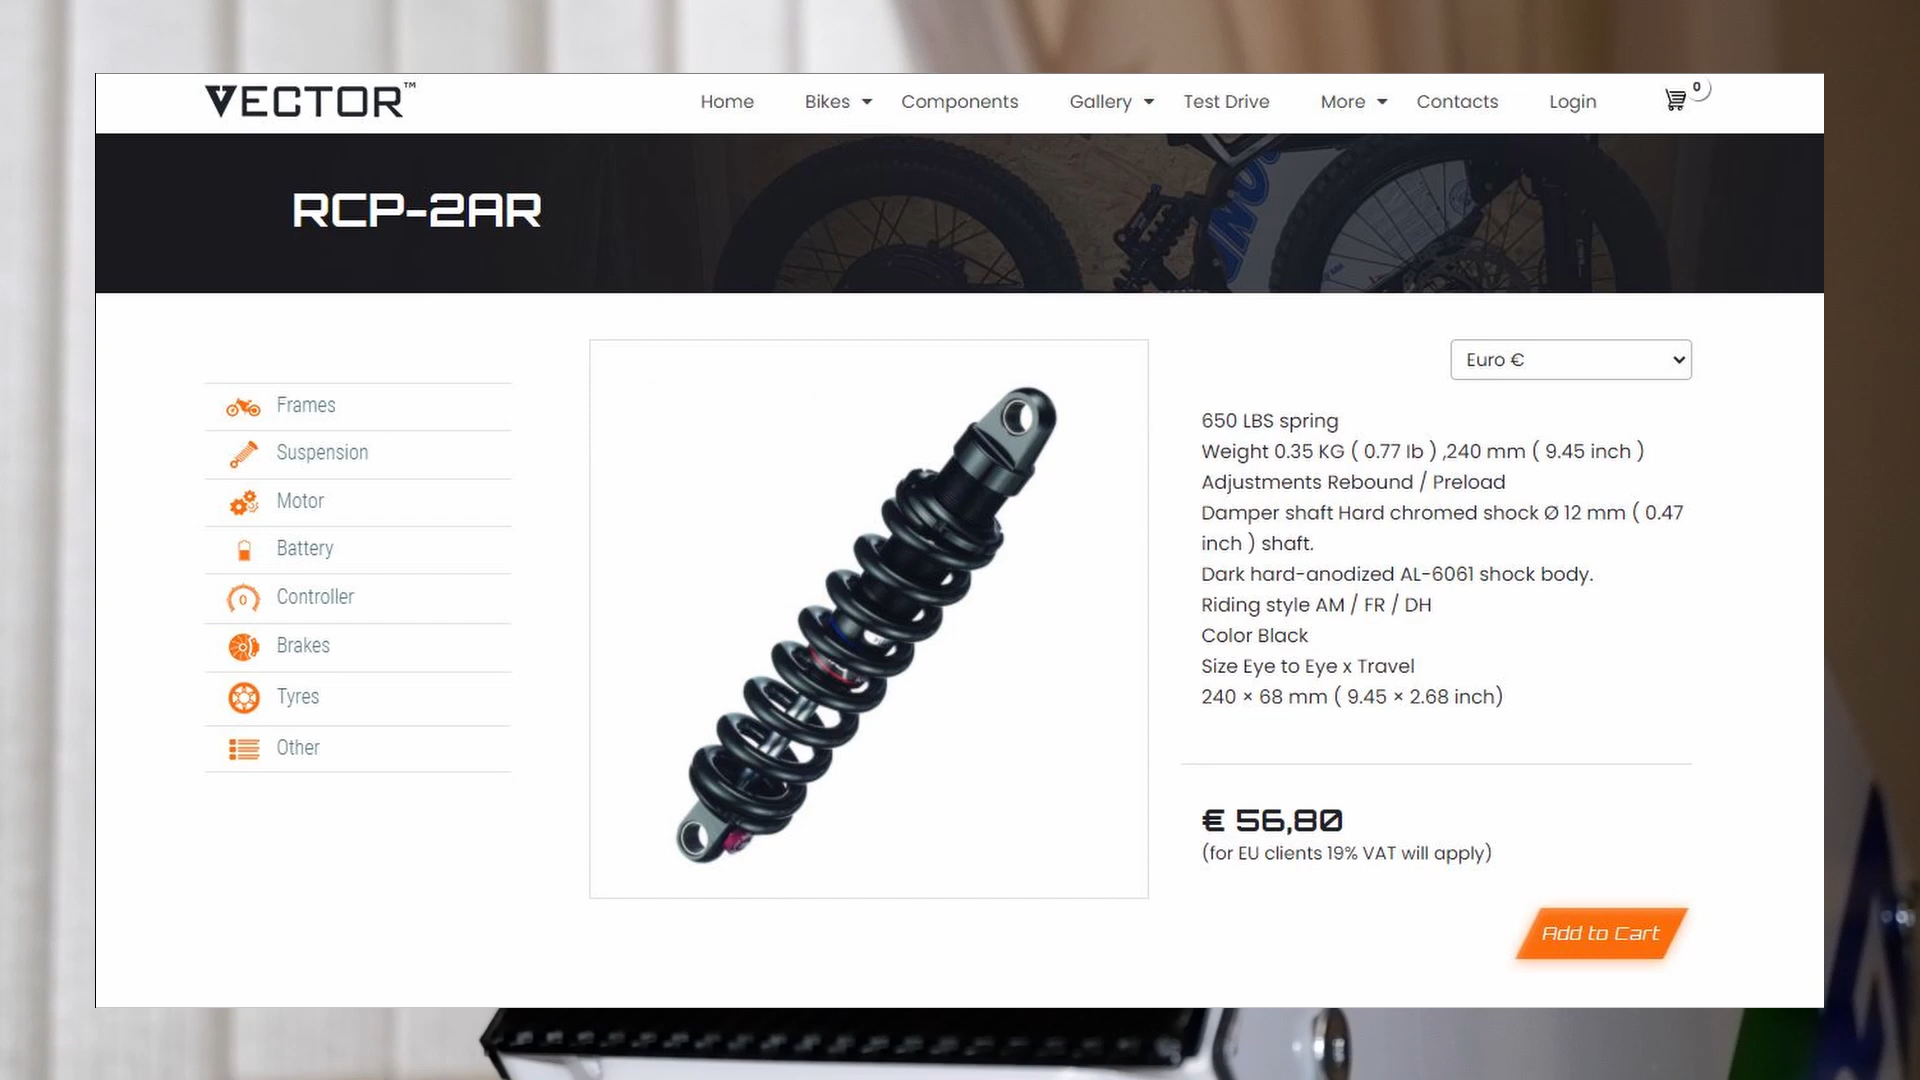 VECTOR™
Home Bikes Components Gallery Test Drive More Contacts Login 0
RCP-2AR
Frames
Suspension
Motor
Battery
Controller
Brakes
Tyres
Other
Euro €
650 LBS spring
Weight 0.35 KG ( 0.77 lb ) ,240 mm ( 9.45 inch )
Adjustments Rebound / Preload
Damper shaft Hard chromed shock Ø 12 mm ( 0.47
inch ) shaft.
Dark hard-anodized AL-6061 shock body.
Riding style AM / FR / DH
Color Black
Size Eye to Eye x Travel
240 × 68 mm ( 9.45 × 2.68 inch)
€ 56,80
(for EU clients 19% VAT will apply)
Add to Cart